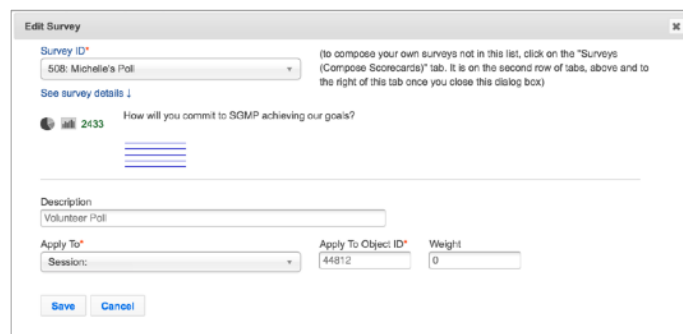 Edit Survey
Survey ID*
508: Michelle's Poll
(to compose your own surveys not in this list, click on the "Surveys
(Compose Scorecards)" tab. It is on the second row of tabs, above and to
the right of this tab once you close this dialog box)
See survey details ↓
2433
How will you commit to SGMP achieving our goals?
Description
Volunteer Poll
Apply To*
Apply To Object ID*
Weight
Session:
44812
0
Save
Cancel